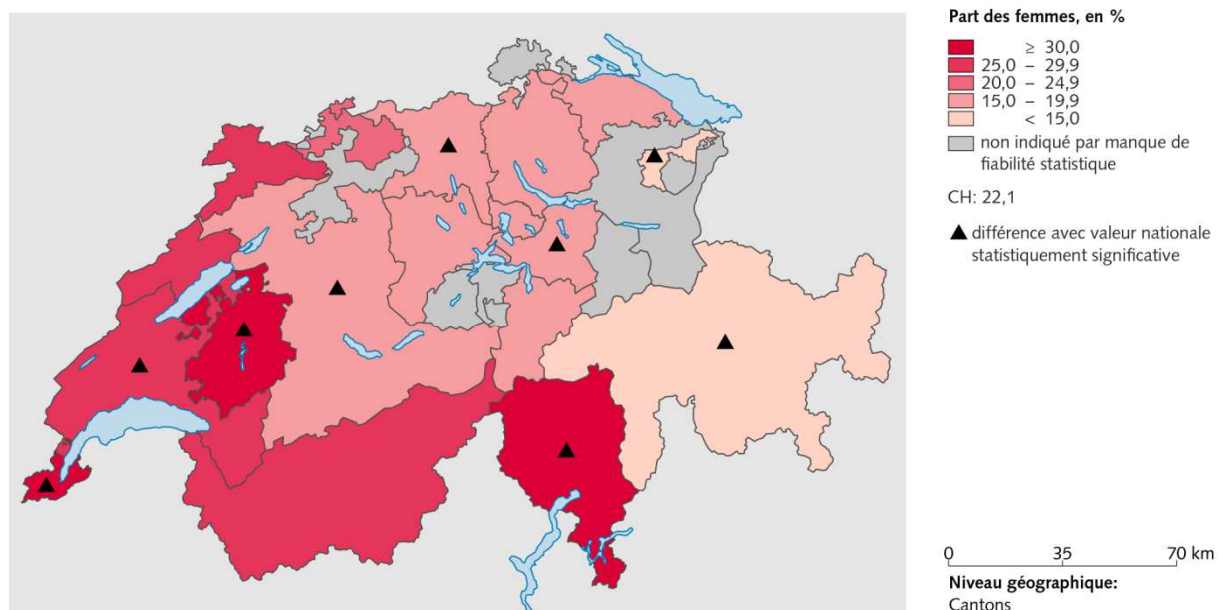 Part des femmes, en %
≥ 30,0
25,0 – 29,9
20,0 – 24,9
15,0 – 19,9
< 15,0
non indiqué par manque de
fiabilité statistique
CH: 22,1
différence avec valeur nationale
statistiquement significative
0 35 70 km
Niveau géographique:
Cantons